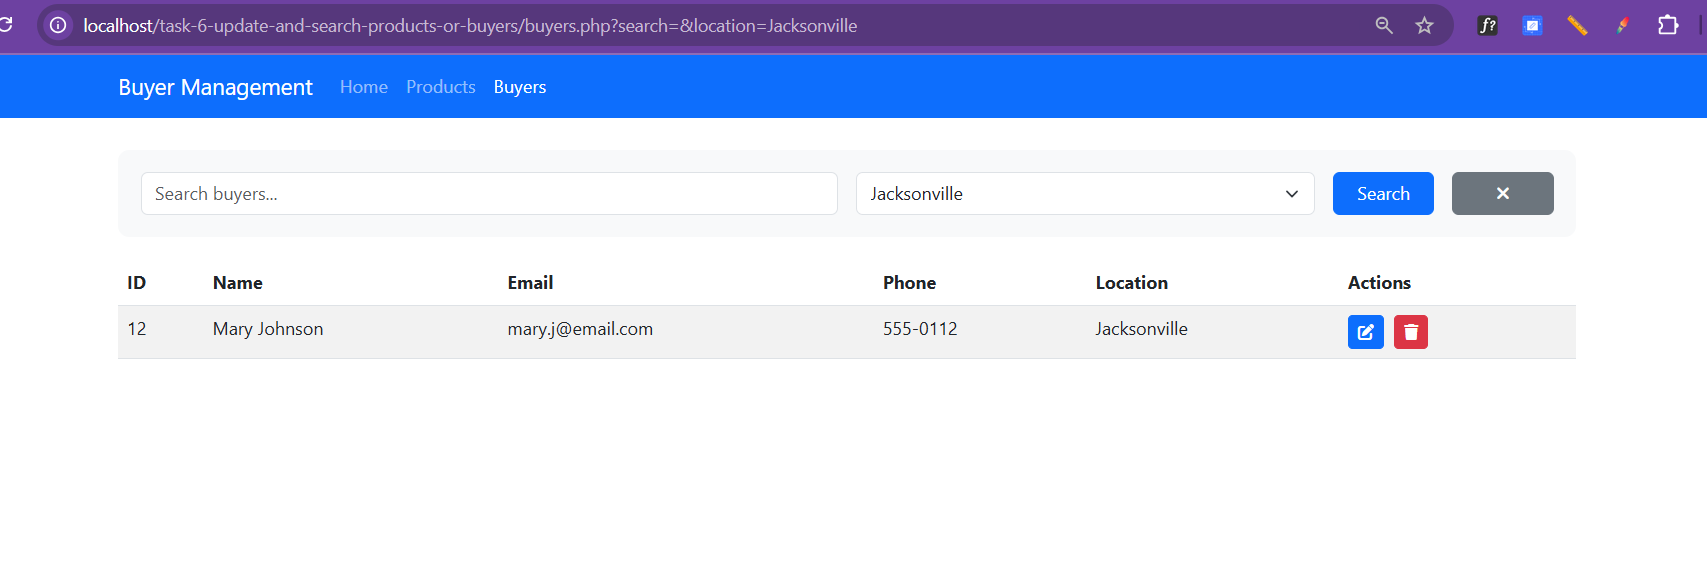 localhost/task-6-update-and-search-products-or-buyers/buyers.php?search=&location=Jacksonville
f?
Buyer Management Home Products Buyers
Search buyers... Jacksonville Search
ID Name Email Phone Location Actions
12 Mary Johnson mary.j@email.com 555-0112 Jacksonville